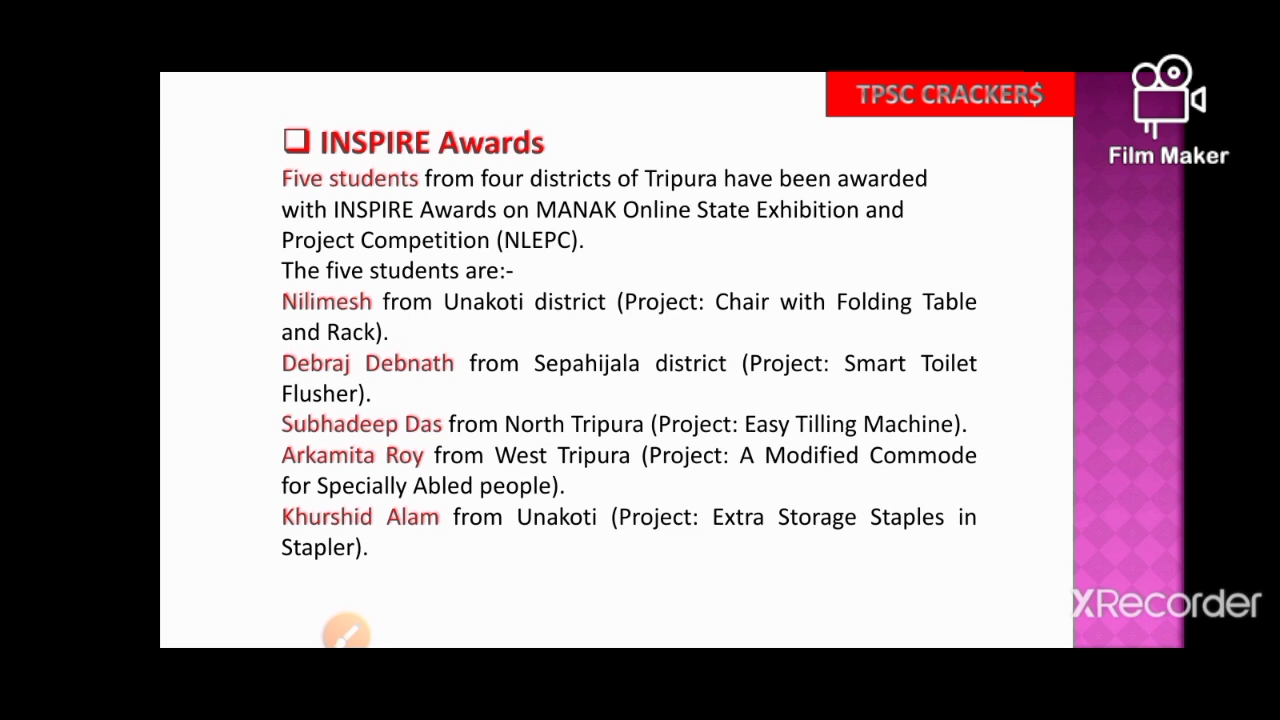 TPSC CRACKER$
Film Maker
❑ INSPIRE Awards
Five students from four districts of Tripura have been awarded
with INSPIRE Awards on MANAK Online State Exhibition and
Project Competition (NLEPC).
The five students are:-
Nilimesh from Unakoti district (Project: Chair with Folding Table
and Rack).
Debraj Debnath from Sepahijala district (Project: Smart Toilet
Flusher).
Subhadeep Das from North Tripura (Project: Easy Tilling Machine).
Arkamita Roy from West Tripura (Project: A Modified Commode
for Specially Abled people).
Khurshid Alam from Unakoti (Project: Extra Storage Staples in
Stapler).
XRecorder